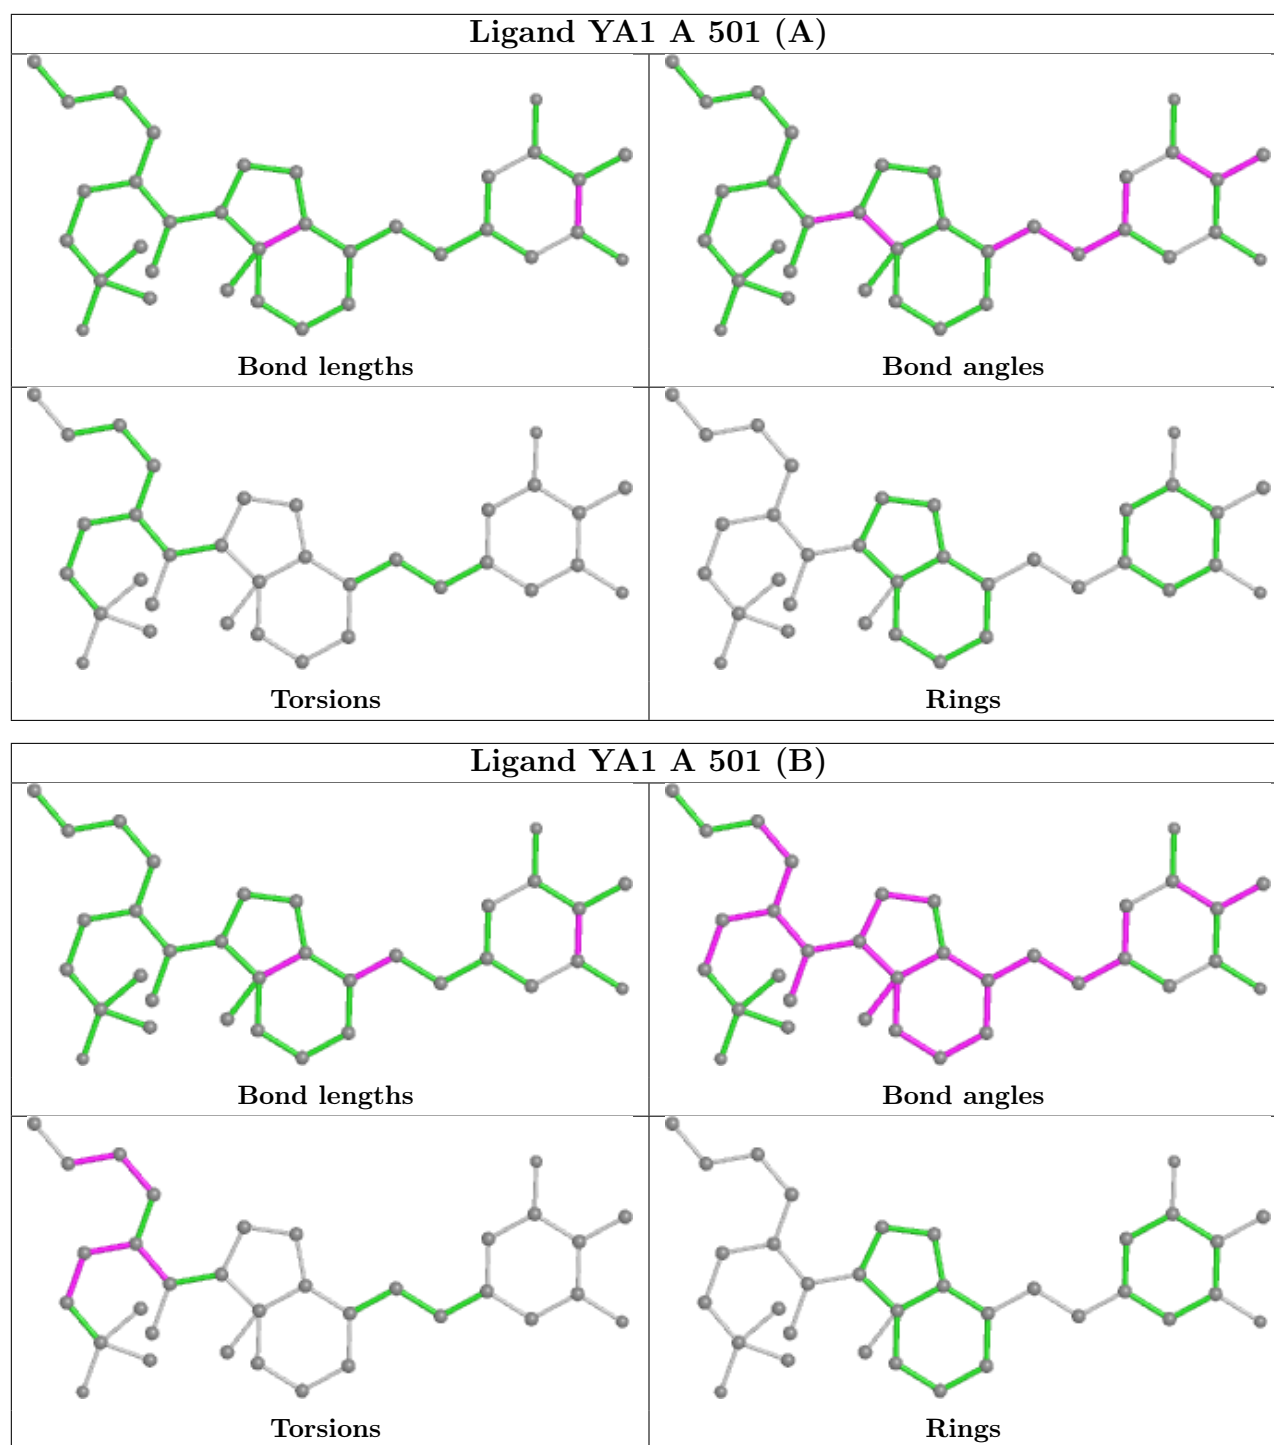 Ligand YA1 A 501 (A)
Bond lengths
Bond angles
Torsions
Rings
Ligand YA1 A 501 (B)
Bond lengths
Bond angles
Torsions
Rings